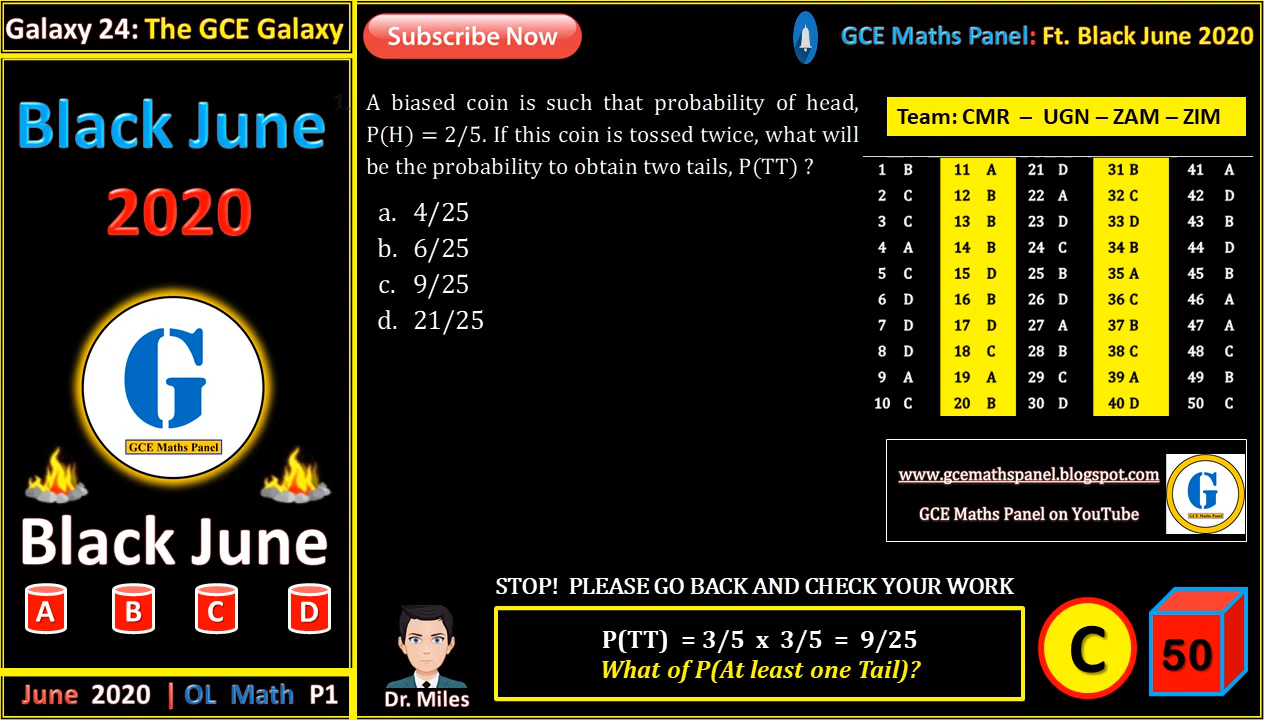 Galaxy 24: The GCE Galaxy
Black June
2020
G
GCE Maths Panel
Black June
A B C D
June 2020 | OL Math P1
Subscribe Now
GCE Maths Panel: Ft. Black June 2020
1. A biased coin is such that probability of head,
P(H) = 2/5. If this coin is tossed twice, what will
be the probability to obtain two tails, P(TT) ?
a. 4/25
b. 6/25
c. 9/25
d. 21/25
Team: CMR – UGN – ZAM – ZIM
1 B 11 A 21 D 31 B 41 A
2 C 12 B 22 A 32 C 42 D
3 C 13 B 23 D 33 D 43 B
4 A 14 B 24 C 34 B 44 D
5 C 15 D 25 B 35 A 45 B
6 D 16 B 26 D 36 C 46 A
7 D 17 D 27 A 37 B 47 A
8 D 18 C 28 B 38 C 48 C
9 A 19 A 29 C 39 A 49 B
10 C 20 B 30 D 40 D 50 C
www.gcemathspanel.blogspot.com
GCE Maths Panel on YouTube
G
GCE Maths Panel
STOP! PLEASE GO BACK AND CHECK YOUR WORK
P(TT) = 3/5 x 3/5 = 9/25
What of P(At least one Tail)?
Dr. Miles
C
50